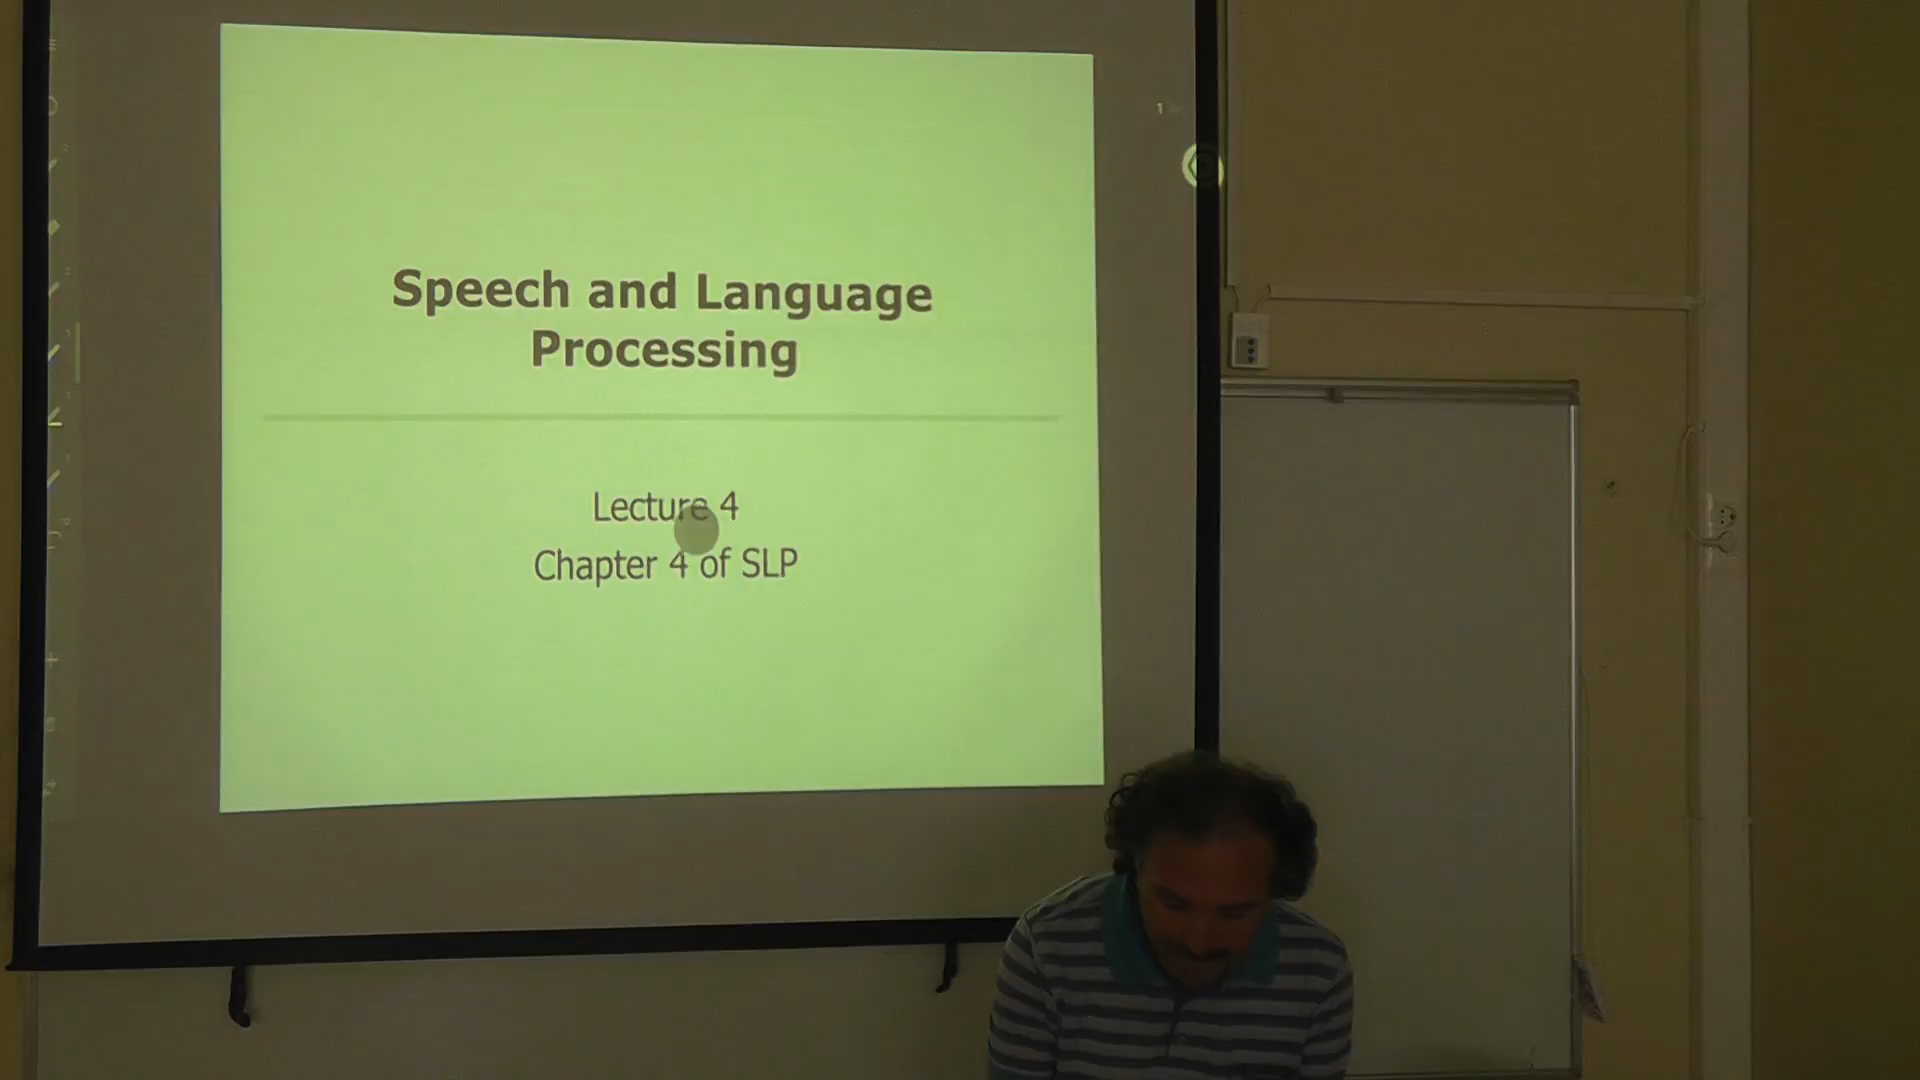 Speech and Language
Processing
Lecture 4
Chapter 4 of SLP